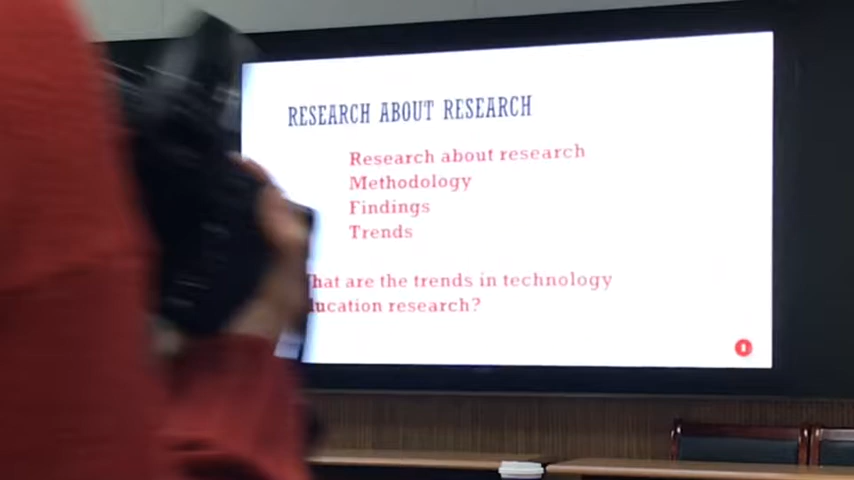 RESEARCH ABOUT RESEARCH
Research about research
Methodology
Findings
Trends
hat are the trends in technology
ucation research?